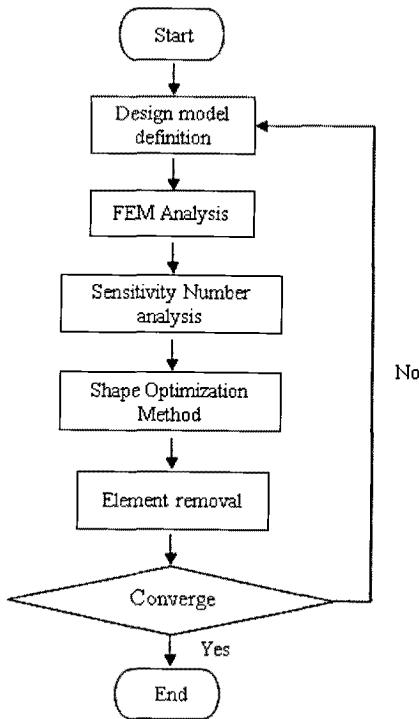 Start
Design model
definition
FEM Analysis
Sensitivity Number
analysis
Shape Optimization
Method
No
Element removal
Converge
Yes
End